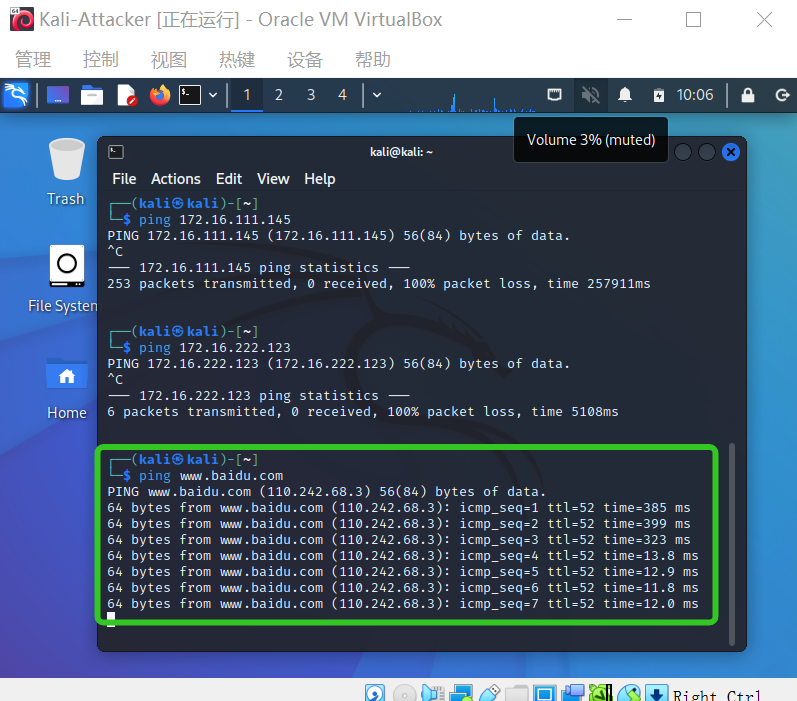 Kali-Attacker [正在运行] - Oracle VM VirtualBox
管理 控制 视图 热键 设备 帮助
1 2 3 4 10:06
Volume 3% (muted)
kali@kali: ~
File Actions Edit View Help
Trash
File System
Home
┌──(kali㉿kali)-[~]
└─$ ping 172.16.111.145
PING 172.16.111.145 (172.16.111.145) 56(84) bytes of data.
^C
─── 172.16.111.145 ping statistics ───
253 packets transmitted, 0 received, 100% packet loss, time 257911ms
┌──(kali㉿kali)-[~]
└─$ ping 172.16.222.123
PING 172.16.222.123 (172.16.222.123) 56(84) bytes of data.
^C
─── 172.16.222.123 ping statistics ───
6 packets transmitted, 0 received, 100% packet loss, time 5108ms
┌──(kali㉿kali)-[~]
└─$ ping www.baidu.com
PING www.baidu.com (110.242.68.3) 56(84) bytes of data.
64 bytes from www.baidu.com (110.242.68.3): icmp_seq=1 ttl=52 time=385 ms
64 bytes from www.baidu.com (110.242.68.3): icmp_seq=2 ttl=52 time=399 ms
64 bytes from www.baidu.com (110.242.68.3): icmp_seq=3 ttl=52 time=323 ms
64 bytes from www.baidu.com (110.242.68.3): icmp_seq=4 ttl=52 time=13.8 ms
64 bytes from www.baidu.com (110.242.68.3): icmp_seq=5 ttl=52 time=12.9 ms
64 bytes from www.baidu.com (110.242.68.3): icmp_seq=6 ttl=52 time=11.8 ms
64 bytes from www.baidu.com (110.242.68.3): icmp_seq=7 ttl=52 time=12.0 ms
Right Ctrl